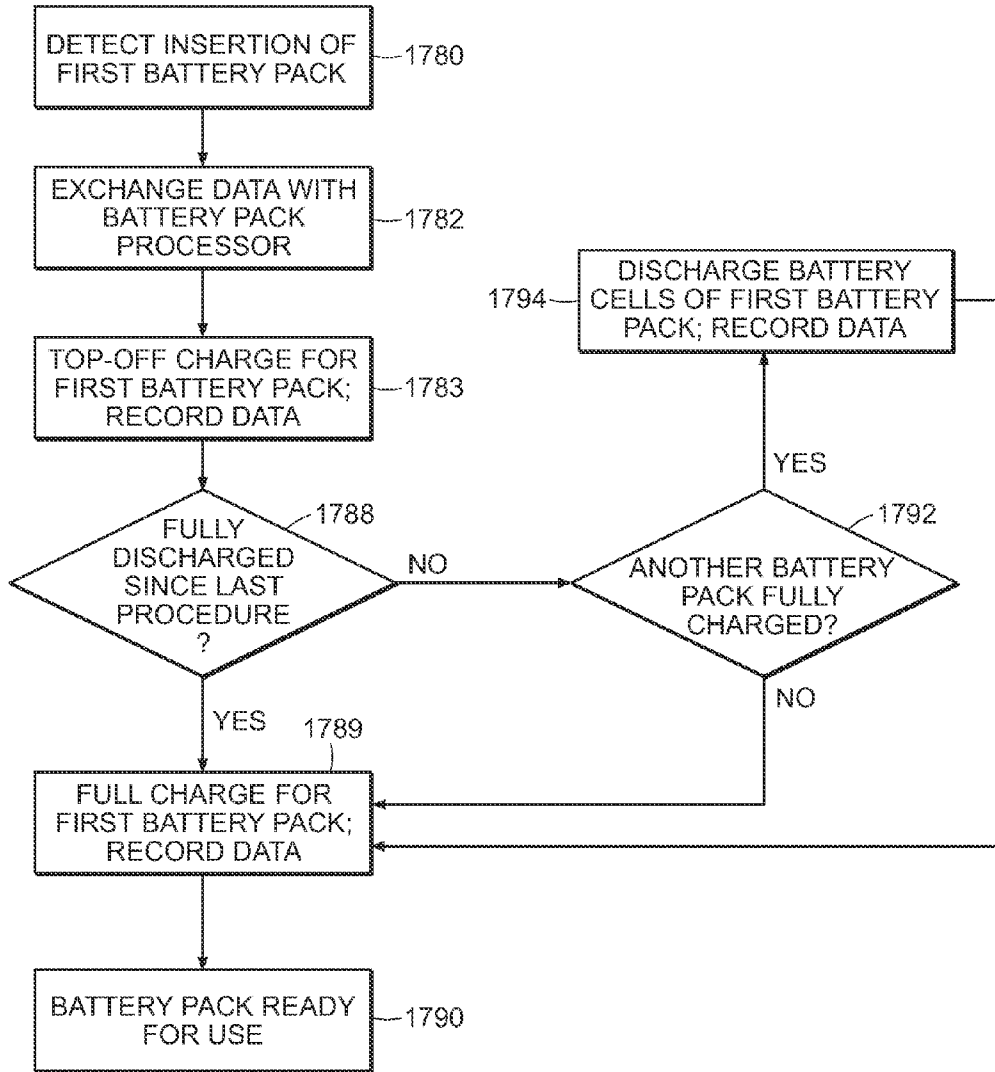 DETECT INSERTION OF
FIRST BATTERY PACK
1780
EXCHANGE DATA WITH
BATTERY PACK
PROCESSOR
1782
TOP-OFF CHARGE FOR
FIRST BATTERY PACK;
RECORD DATA
1783
FULLY
DISCHARGED
SINCE LAST
PROCEDURE
?
1788
NO
YES
DISCHARGE BATTERY
CELLS OF FIRST BATTERY
PACK; RECORD DATA
1794
YES
1792
ANOTHER BATTERY
PACK FULLY
CHARGED?
NO
1789
FULL CHARGE FOR
FIRST BATTERY PACK;
RECORD DATA
BATTERY PACK READY
FOR USE
1790